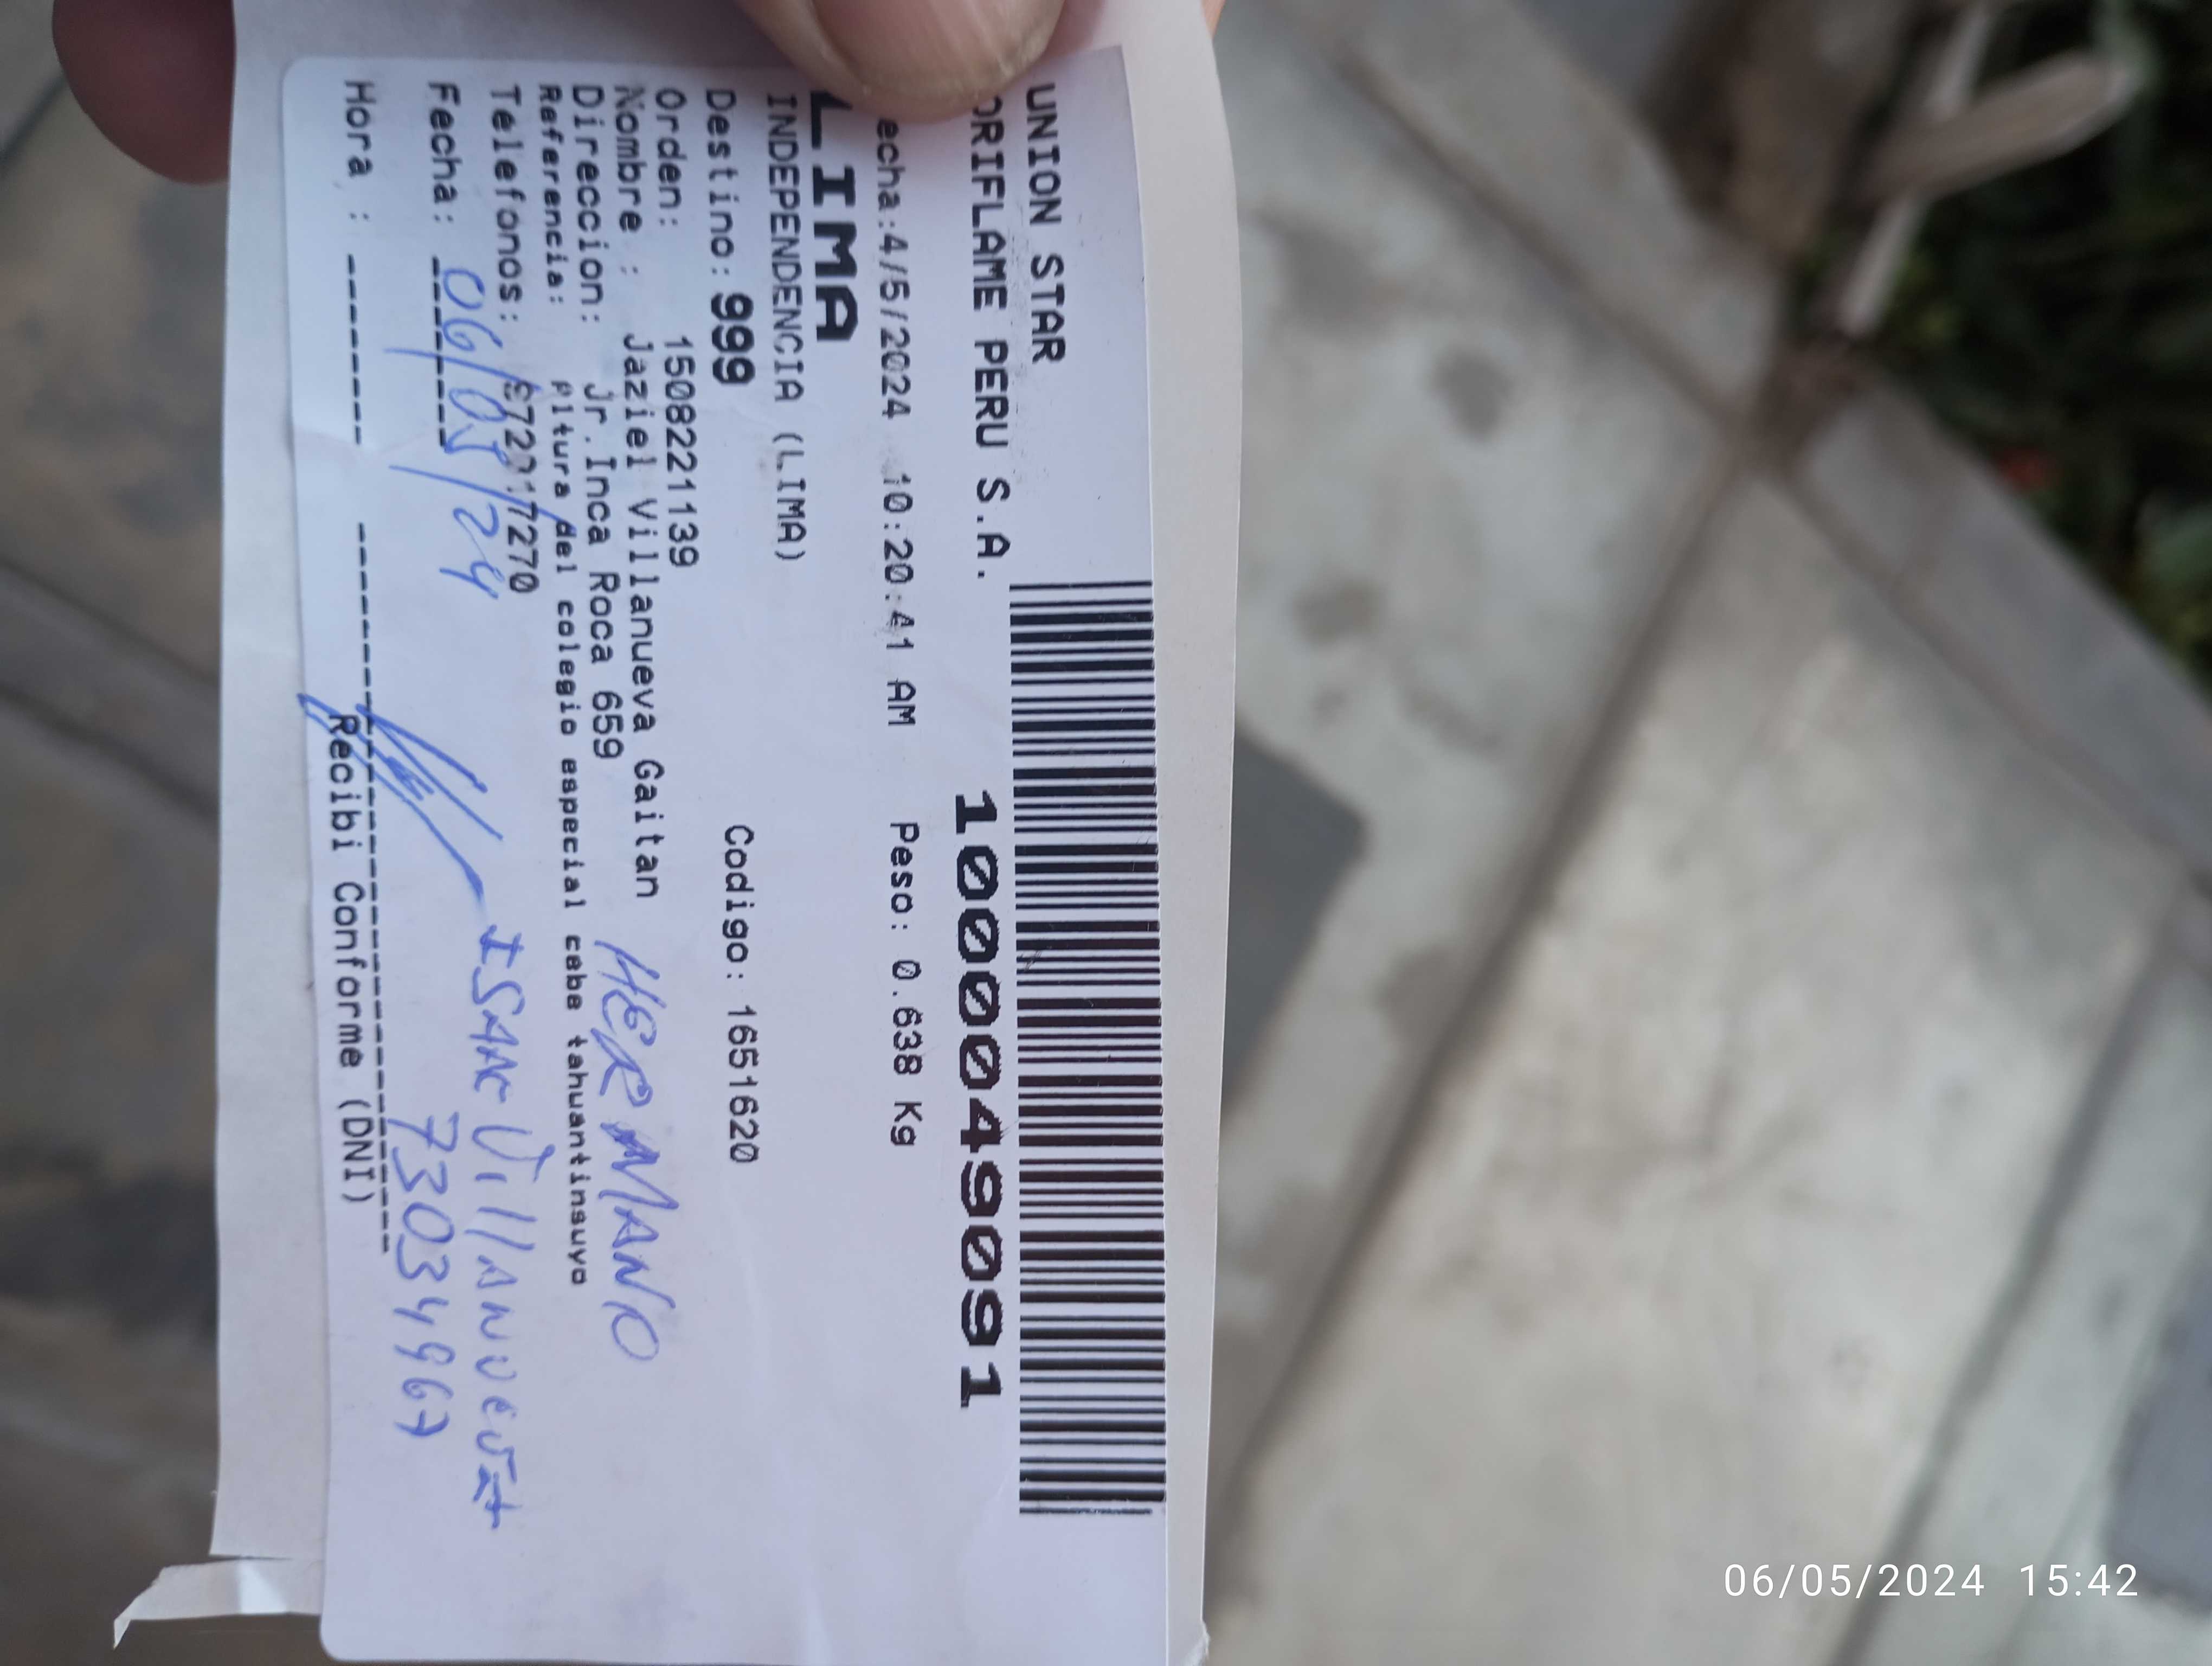 UNION STAR
ORIFLAME PERU S.A.
1000049091
echa:4/5/2024 10:20:41 AM Peso: 0.638 Kg
LIMA
INDEPENDENCIA (LIMA)
Destino: 999 Codigo: 1651620
Orden: 1508221139
Nombre : Jaziel Villanueva Gaitan HERMANO
Direccion: Jr.Inca Roca 659
Referencia: altura del colegio especial cebe tahuantinsuyo
Telefonos:
Fecha: 06/05/24
ISAAC VillANUEVA
73034967
Hora :
Recibi Conforme (DNI)
06/05/2024 15:42